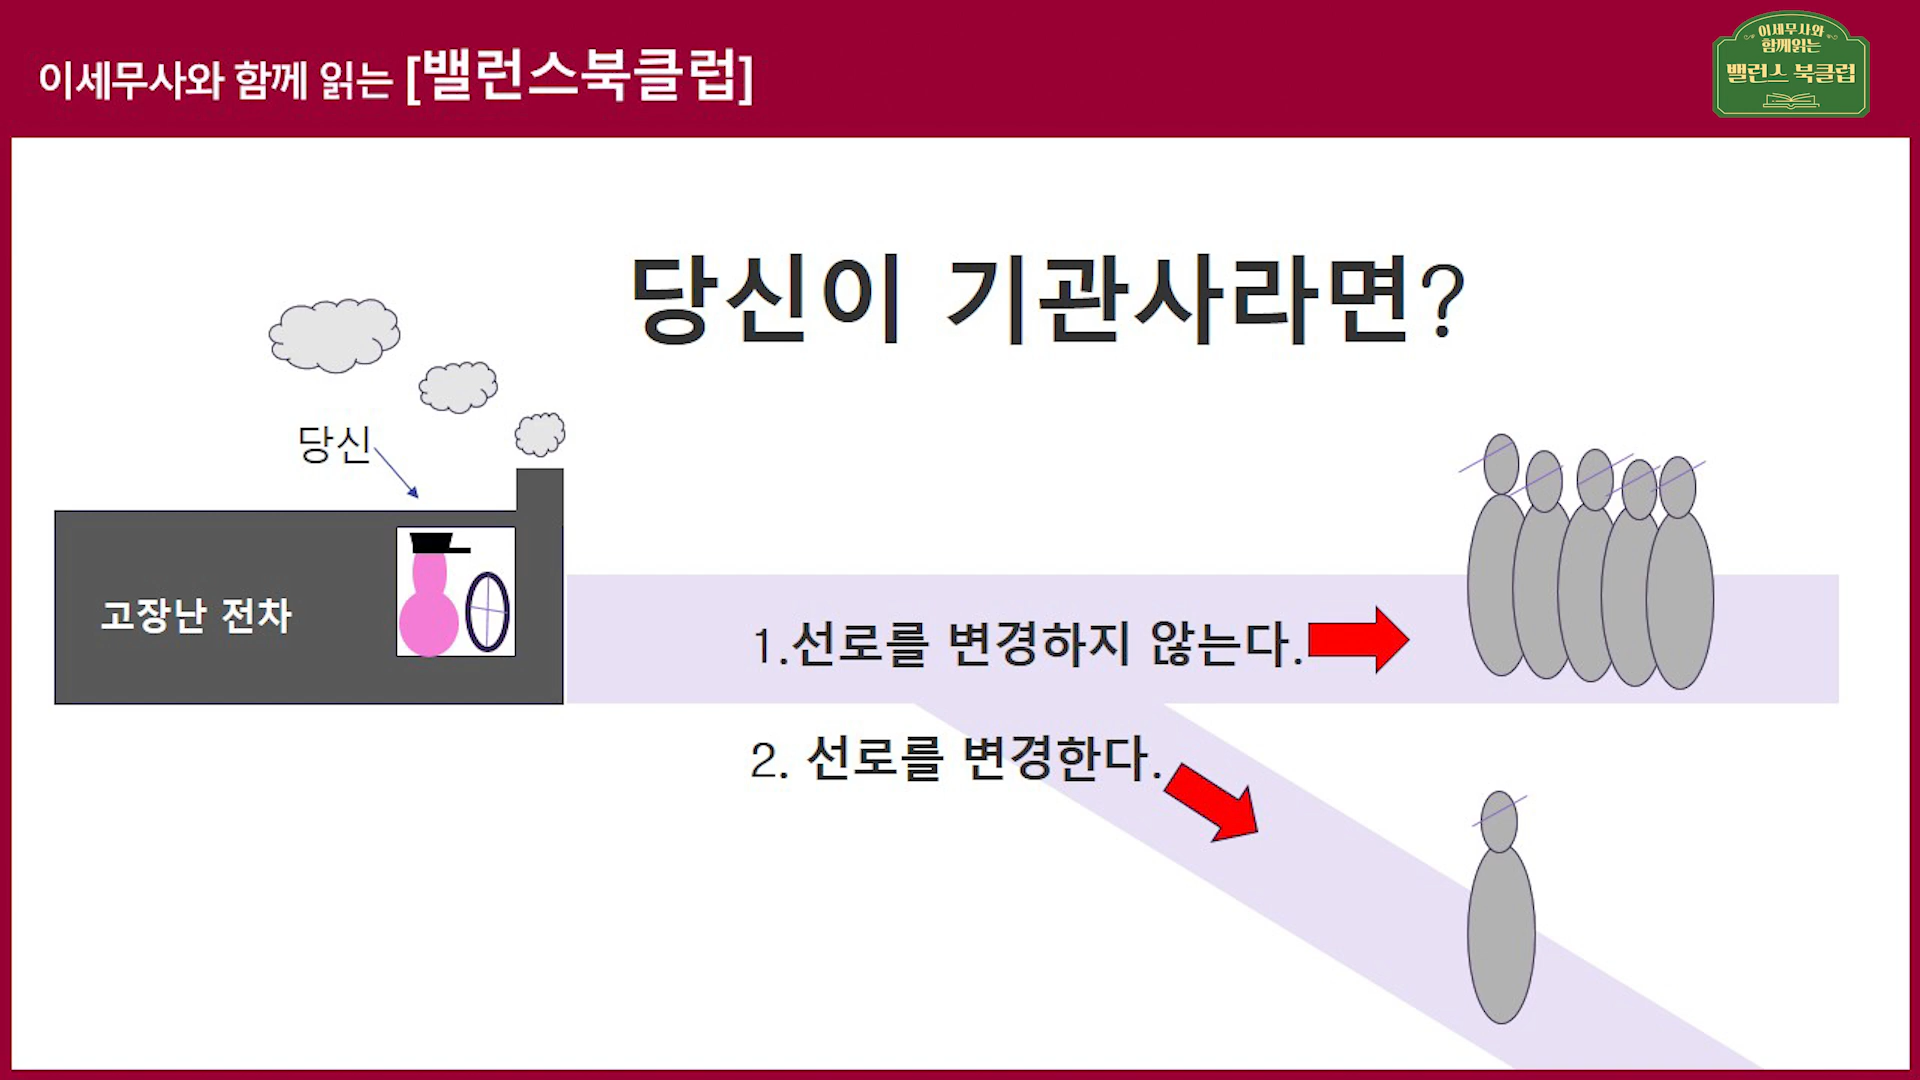 이세무사와 함께 읽는 [밸런스북클럽]
이세무사와
함께읽는
밸런스 북클럽
당신이 기관사라면?
당신
고장난 전차
1.선로를 변경하지 않는다.
2. 선로를 변경한다.